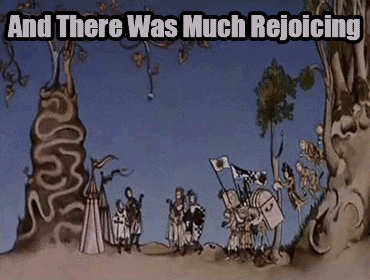 And There Was Much Rejoicing